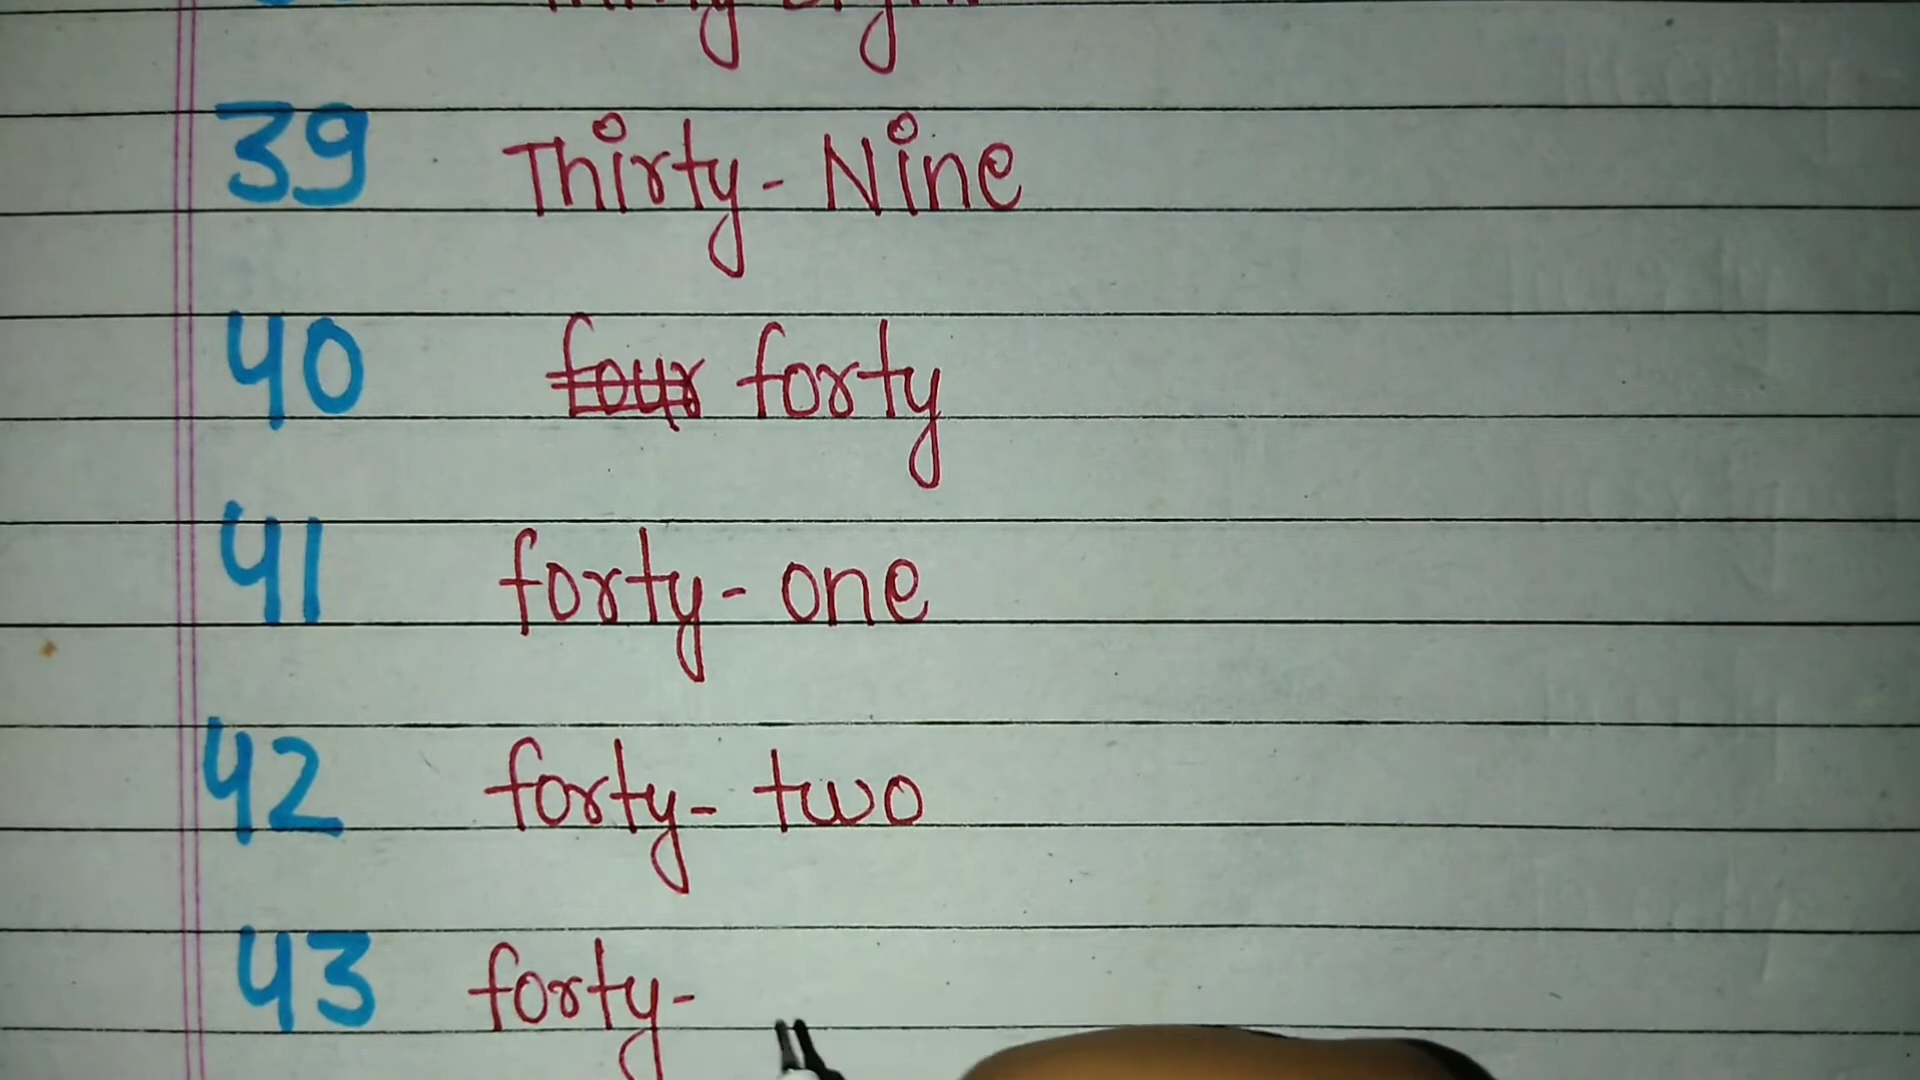 39 Thirty-Nine
40 four forty
41 forty-one
42 forty-two
43 forty-